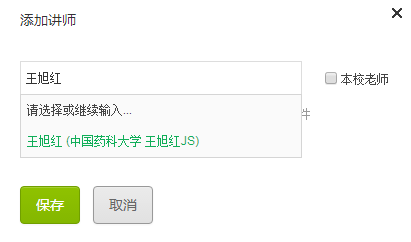 添加讲师
王旭红
本校老师
请选择或继续输入...
件
王旭红 (中国药科大学 王旭红JS)
保存
取消